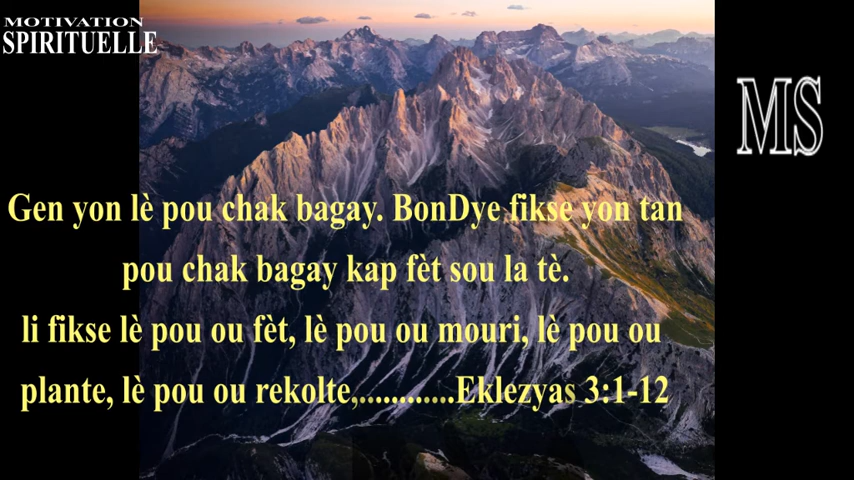 MOTIVATION
SPIRITUELLE
MS
Gen yon lè pou chak bagay. BonDye fikse yon tan
pou chak bagay kap fèt sou la tè.
li fikse lè pou ou fèt, lè pou ou mouri, lè pou ou
plante, lè pou ou rekolte,............Eklezyas 3:1-12